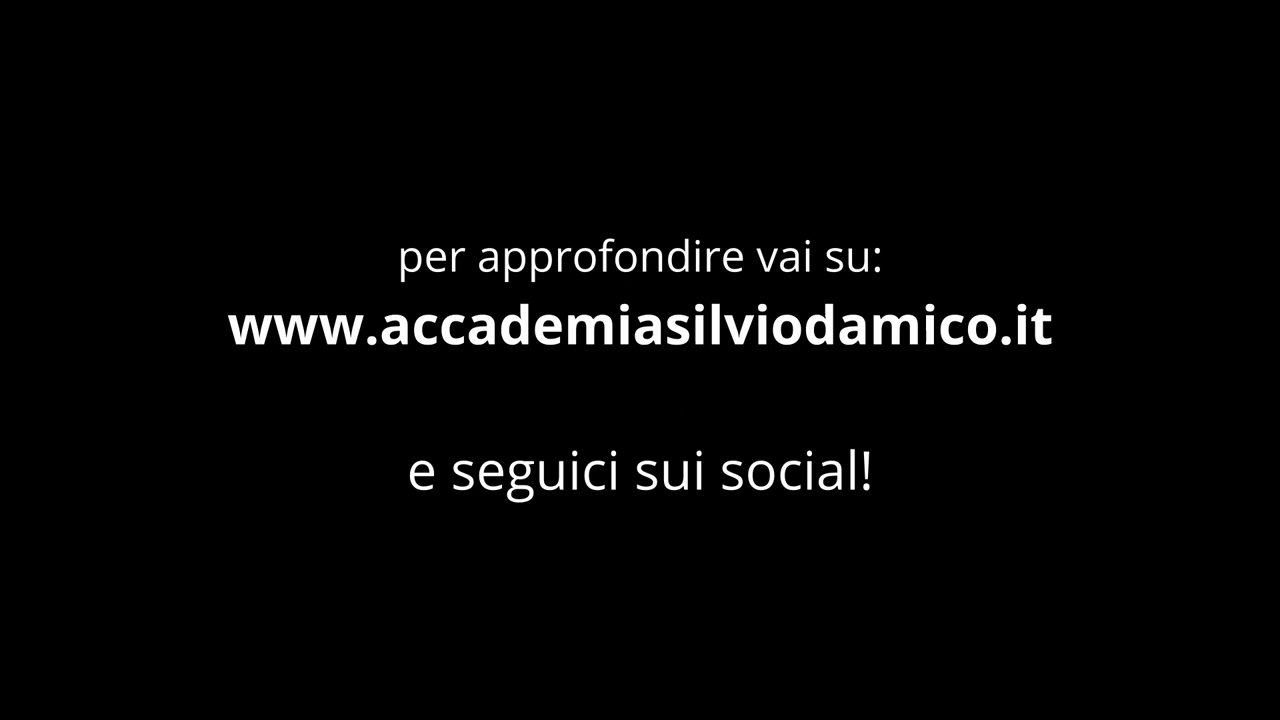 per approfondire vai su:
www.accademiasilviodamico.it
e seguici sui social!